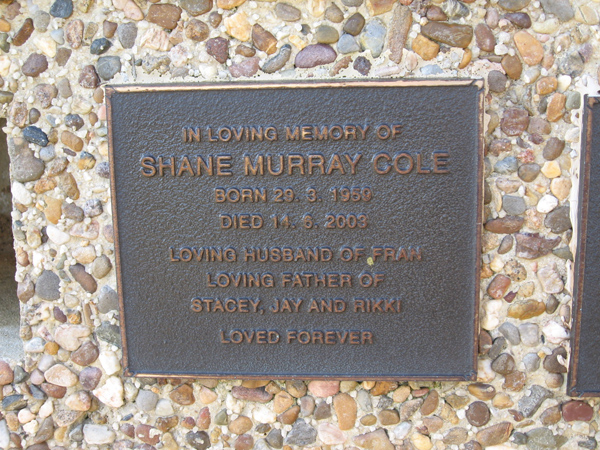 IN LOVING MEMORY OF
SHANE MURRAY COLE
BORN 29. 3. 1959
DIED 14. 6. 2003
LOVING HUSBAND OF FRAN
LOVING FATHER OF
STACEY, JAY AND RIKKI
LOVED FOREVER